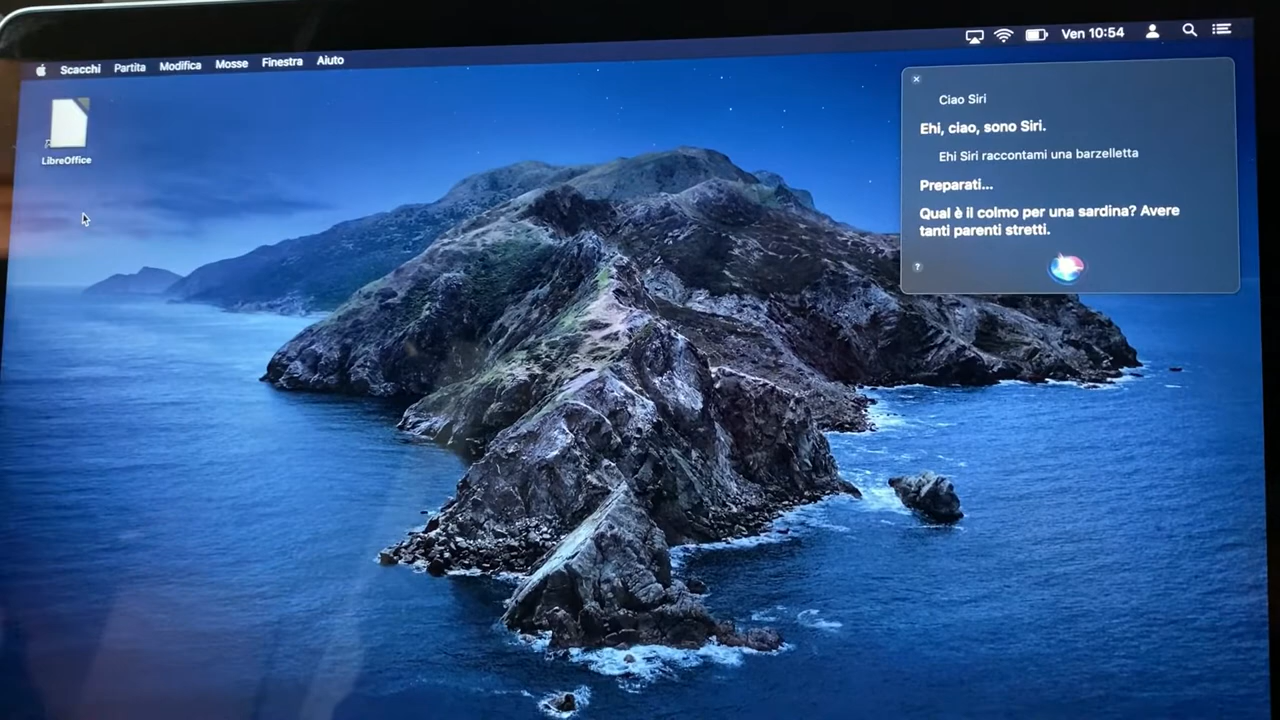 Scacchi Partita Modifica Mosse Finestra Aiuto
Ven 10:54
LibreOffice
Ciao Siri
Ehi, ciao, sono Siri.
Ehi Siri raccontami una barzelletta
Preparati...
Qual è il colmo per una sardina? Avere
tanti parenti stretti.
?